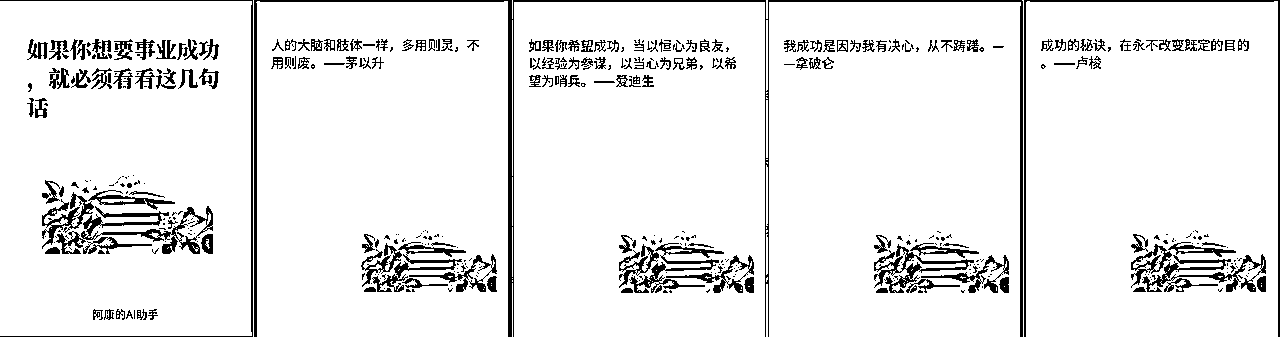 如果你想要事业成功
，就必须看看这几句
话
阿康的AI助手
人的大脑和肢体一样，多用则灵，不
用则废。——茅以升
如果你希望成功，当以恒心为良友，
以经验为参谋，以当心为兄弟，以希
望为哨兵。——爱迪生
我成功是因为我有决心，从不踌躇。—
—拿破仑
成功的秘诀，在永不改变既定的目的
。——卢梭